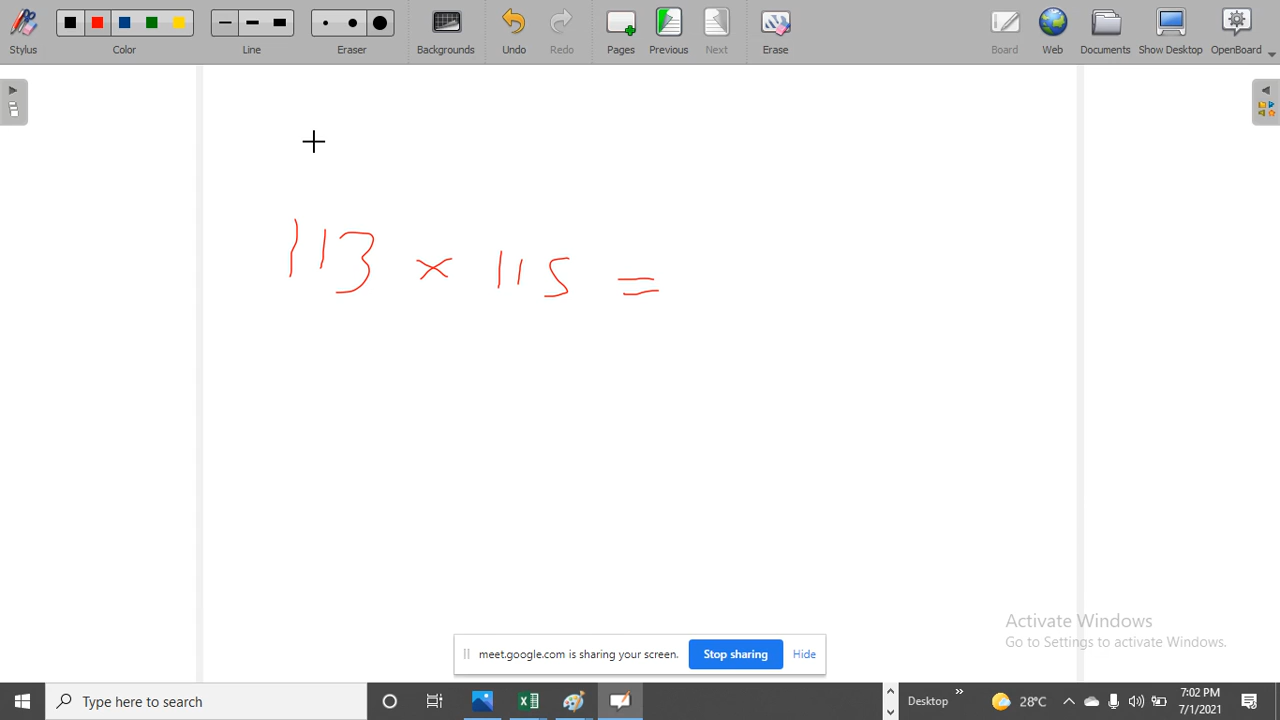 Stylus Color Line Eraser Backgrounds Undo Redo Pages Previous Next Erase Board Web Documents Show Desktop OpenBoard
113 × 115 =
Activate Windows
Go to Settings to activate Windows.
meet.google.com is sharing your screen. Stop sharing Hide
Type here to search Desktop » 28°C 7:02 PM
7/1/2021